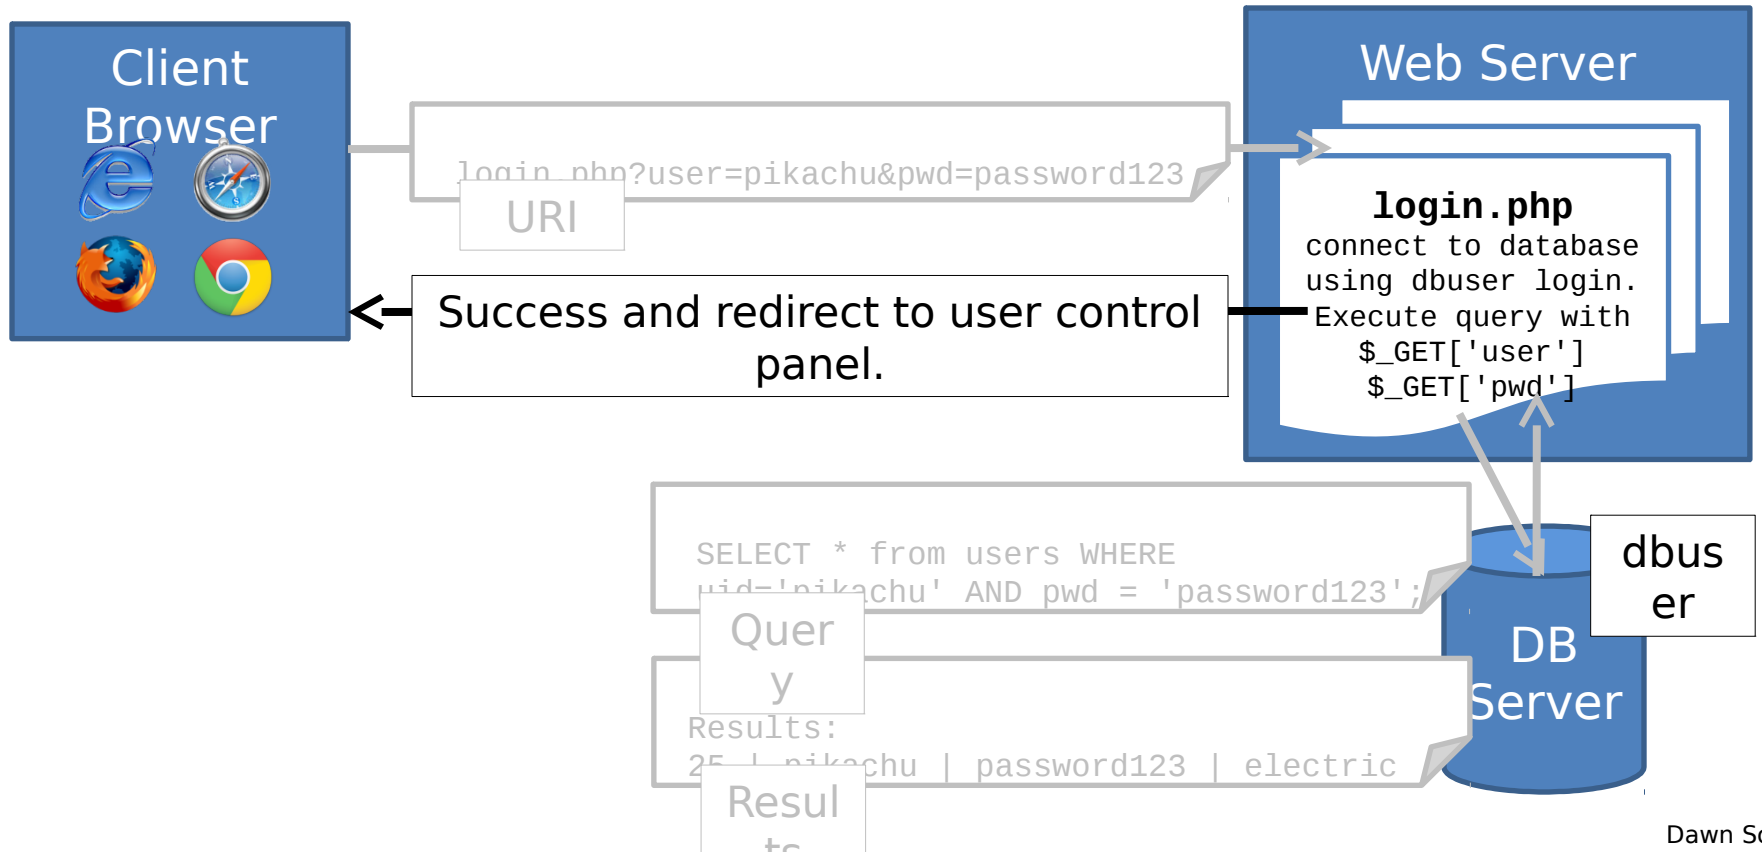 Client
Browser
Web Server
login.php?user=pikachu&pwd=password123
URI
login.php
connect to database
using dbuser login.
Execute query with
$_GET['user']
$_GET['pwd']
Success and redirect to user control
panel.
SELECT * from users WHERE
uid='pikachu' AND pwd = 'password123';
Quer
y
dbus
er
DB
Server
Results:
25 | pikachu | password123 | electric
Resul
ts
Dawn